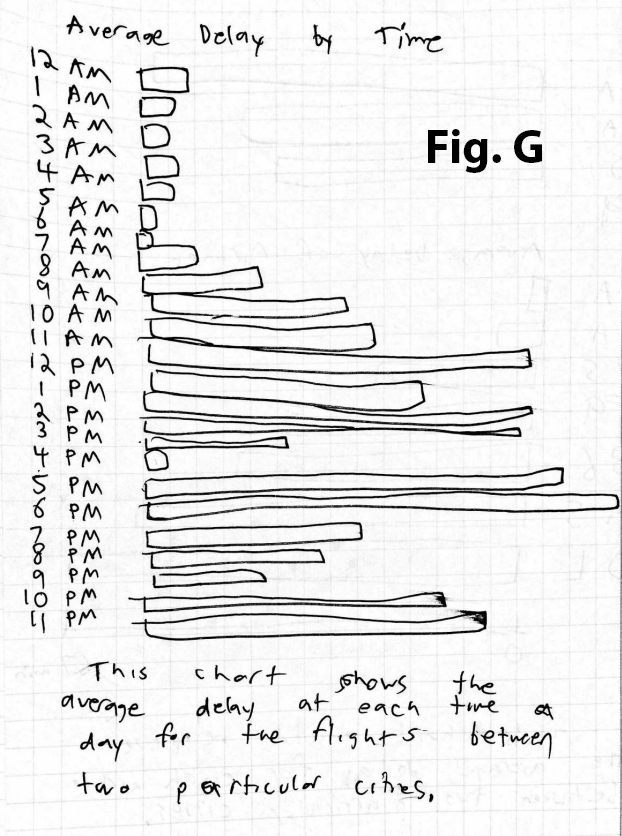 Average Delay by Time
12 AM
1 AM
2 AM
3 AM
4 AM
5 AM
6 AM
7 AM
8 AM
9 AM
10 AM
11 AM
12 PM
1 PM
2 PM
3 PM
4 PM
5 PM
6 PM
7 PM
8 PM
9 PM
10 PM
11 PM
Fig. G
This chart shows the
average delay at each time
day for the flights between
two particular cities.